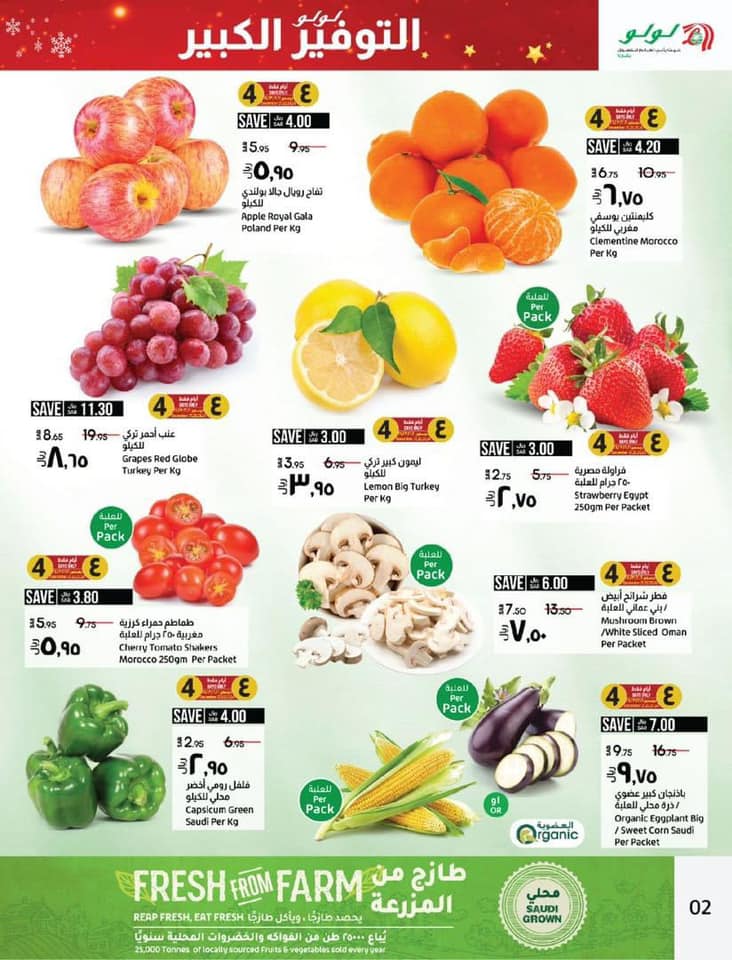 لولو
التوفير الكبير
لولو
4 أيام فقط DAYS ONLY ٤
SAVE ريال SAR 4.00
SAR 5.95 9.95
٥,٩٥ ريال
تفاح رويال جالا بولندي
للكيلو
Apple Royal Gala
Poland Per Kg
4 أيام فقط DAYS ONLY ٤
SAVE ريال SAR 4.20
SAR 6.75 10.95
٦,٧٥ ريال
كليمنتين يوسفي
مغربي للكيلو
Clementine Morocco
Per Kg
SAVE ريال SAR 11.30
4 أيام فقط DAYS ONLY ٤
SAR 8.65 19.95
٨,٦٥ ريال
عنب أحمر تركي
للكيلو
Grapes Red Globe
Turkey Per Kg
4 أيام فقط DAYS ONLY ٤
SAVE ريال SAR 3.00
SAR 3.95 6.95
٣,٩٥ ريال
ليمون كبير تركي
للكيلو
Lemon Big Turkey
Per Kg
للعلبة
Per
Pack
4 أيام فقط DAYS ONLY ٤
SAVE ريال SAR 3.00
SAR 2.75 5.75
٢,٧٥ ريال
فراولة مصرية
٢٥٠ جرام للعلبة
Strawberry Egypt
250gm Per Packet
للعلبة
Per
Pack
4 أيام فقط DAYS ONLY ٤
SAVE ريال SAR 3.80
SAR 5.95 9.75
٥,٩٥ ريال
طماطم حمراء كرزية
مغربية ٢٥٠ جرام للعلبة
Cherry Tomato Shakers
Morocco 250gm Per Packet
للعلبة
Per
Pack
SAVE ريال SAR 6.00
4 أيام فقط DAYS ONLY ٤
SAR 7.50 13.50
٧,٥٠ ريال
فطر شرائح أبيض
/ بني عماني للعلبة
Mushroom Brown
/White Sliced Oman
Per Packet
4 أيام فقط DAYS ONLY ٤
SAVE ريال SAR 4.00
SAR 2.95 6.95
٢,٩٥ ريال
فلفل رومي أخضر
محلي للكيلو
Capsicum Green
Saudi Per Kg
للعلبة
Per
Pack
للعلبة
Per
Pack
او
OR
العضوية
Organic
4 أيام فقط DAYS ONLY ٤
SAVE ريال SAR 7.00
SAR 9.75 16.75
٩,٧٥ ريال
باذنجان كبير عضوي
/ ذرة محلي للعلبة
Organic Eggplant Big
/ Sweet Corn Saudi
Per Packet
FRESH FROM FARM
طازج من
المزرعة
REAP FRESH, EAT FRESH يحصد طازجًا، ويأكل طازجًا
يُباع ٢٥٠٠٠ طن من الفواكه والخضروات المحلية سنويًا
25,000 Tonnes of locally sourced Fruits & vegetables sold every year
محلي
SAUDI
GROWN
02